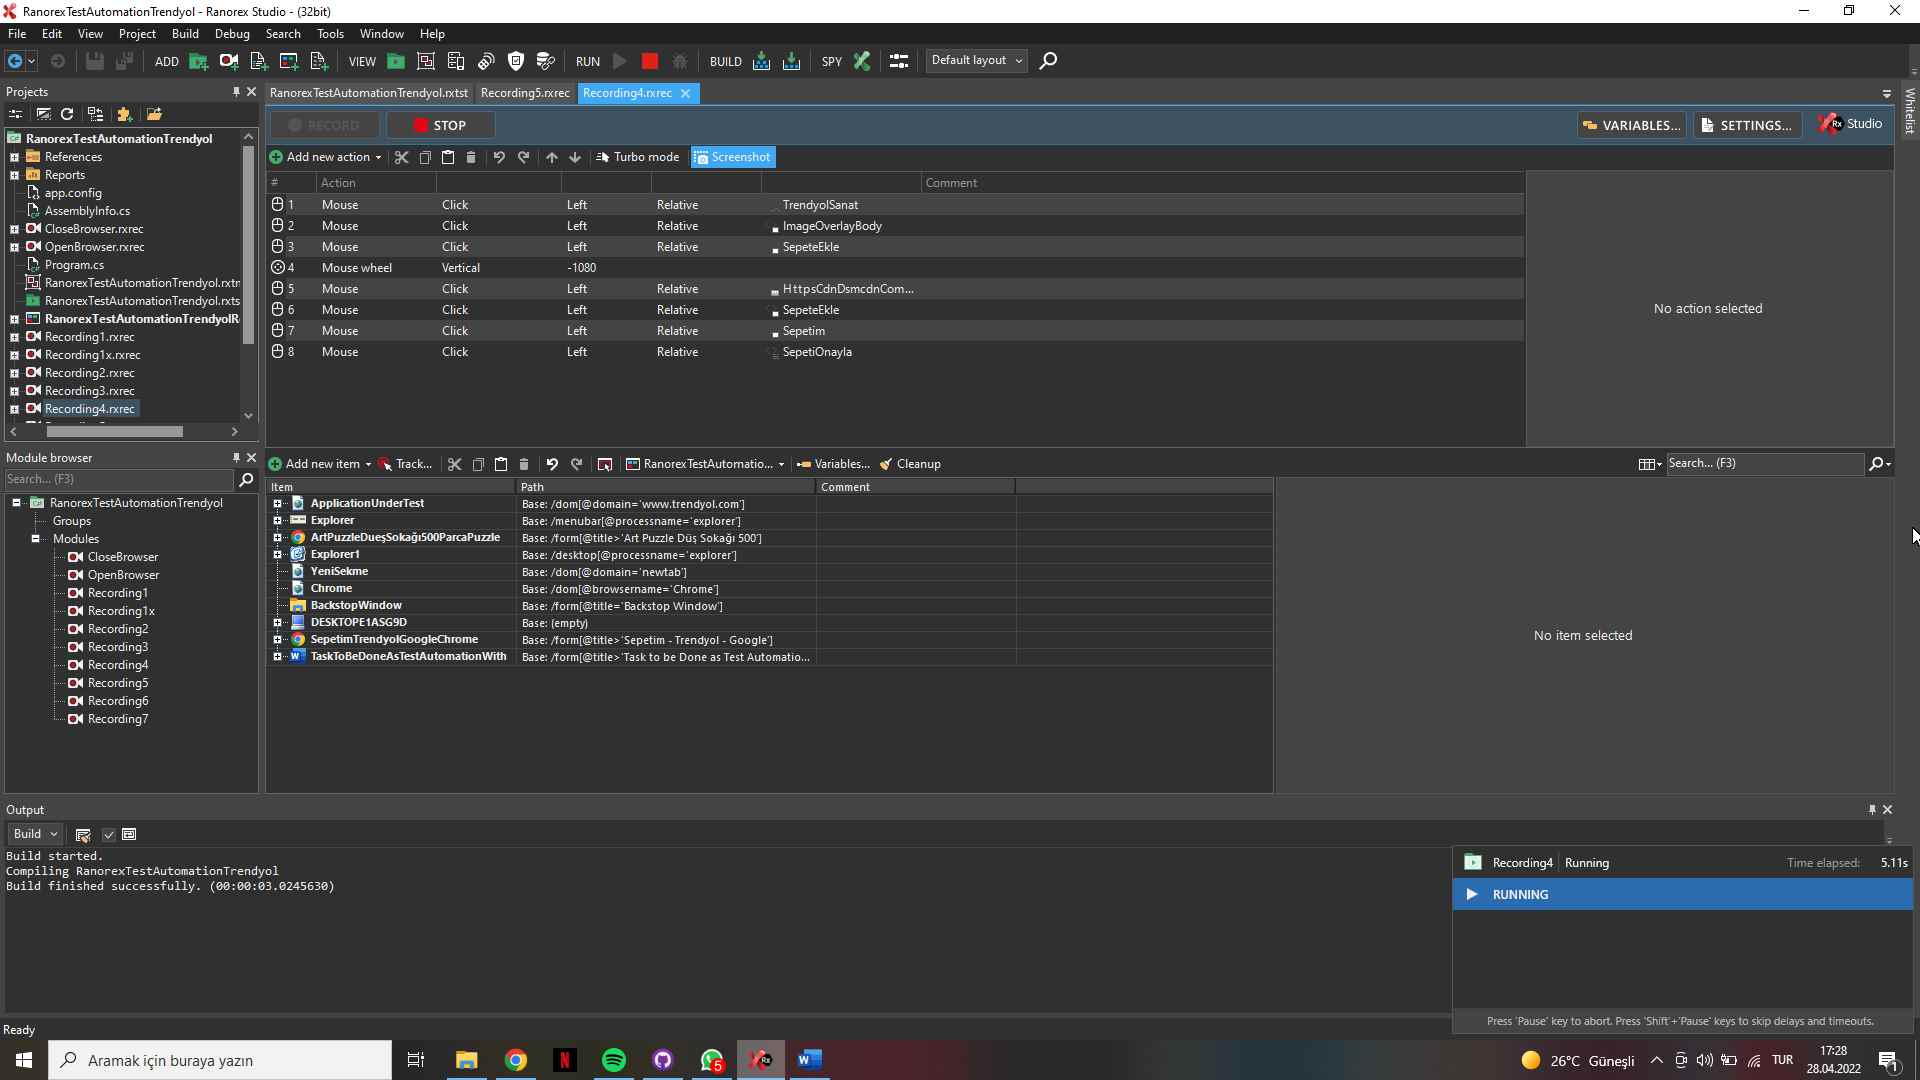 RanorexTestAutomationTrendyol - Ranorex Studio - (32bit)
File Edit View Project Build Debug Search Tools Window Help
ADD VIEW RUN BUILD SPY Default layout
Projects
RanorexTestAutomationTrendyol.rxtst Recording5.rxrec Recording4.rxrec
Whitelist
RECORD STOP VARIABLES... SETTINGS... Rx Studio
RanorexTestAutomationTrendyol
References
Reports
app.config
AssemblyInfo.cs
CloseBrowser.rxrec
OpenBrowser.rxrec
Program.cs
RanorexTestAutomationTrendyol.rxtm
RanorexTestAutomationTrendyol.rxts
RanorexTestAutomationTrendyolR
Recording1.rxrec
Recording1x.rxrec
Recording2.rxrec
Recording3.rxrec
Recording4.rxrec
Add new action Turbo mode Screenshot
# Action Comment
1 Mouse Click Left Relative TrendyolSanat
2 Mouse Click Left Relative ImageOverlayBody
3 Mouse Click Left Relative SepeteEkle
4 Mouse wheel Vertical -1080
5 Mouse Click Left Relative HttpsCdnDsmcdnCom...
6 Mouse Click Left Relative SepeteEkle
7 Mouse Click Left Relative Sepetim
8 Mouse Click Left Relative SepetiOnayla
No action selected
Module browser
Search... (F3)
RanorexTestAutomationTrendyol
Groups
Modules
CloseBrowser
OpenBrowser
Recording1
Recording1x
Recording2
Recording3
Recording4
Recording5
Recording6
Recording7
Add new item Track... RanorexTestAutomatio... Variables... Cleanup Search... (F3)
Item Path Comment
ApplicationUnderTest Base: /dom[@domain='www.trendyol.com']
Explorer Base: /menubar[@processname='explorer']
ArtPuzzleDueşSokağı500ParcaPuzzle Base: /form[@title>'Art Puzzle Düş Sokağı 500']
Explorer1 Base: /desktop[@processname='explorer']
YeniSekme Base: /dom[@domain='newtab']
Chrome Base: /dom[@browsername='Chrome']
BackstopWindow Base: /form[@title='Backstop Window']
DESKTOPE1ASG9D Base: (empty)
SepetimTrendyolGoogleChrome Base: /form[@title>'Sepetim - Trendyol - Google']
TaskToBeDoneAsTestAutomationWith Base: /form[@title>'Task to be Done as Test Automatio...
No item selected
Output
Build
Build started.
Compiling RanorexTestAutomationTrendyol
Build finished successfully. (00:00:03.0245630)
Recording4 Running Time elapsed: 5.11s
RUNNING
Press 'Pause' key to abort. Press 'Shift'+'Pause' keys to skip delays and timeouts.
Ready
Aramak için buraya yazın
5
26°C Güneşli
TUR
17:28
28.04.2022
1